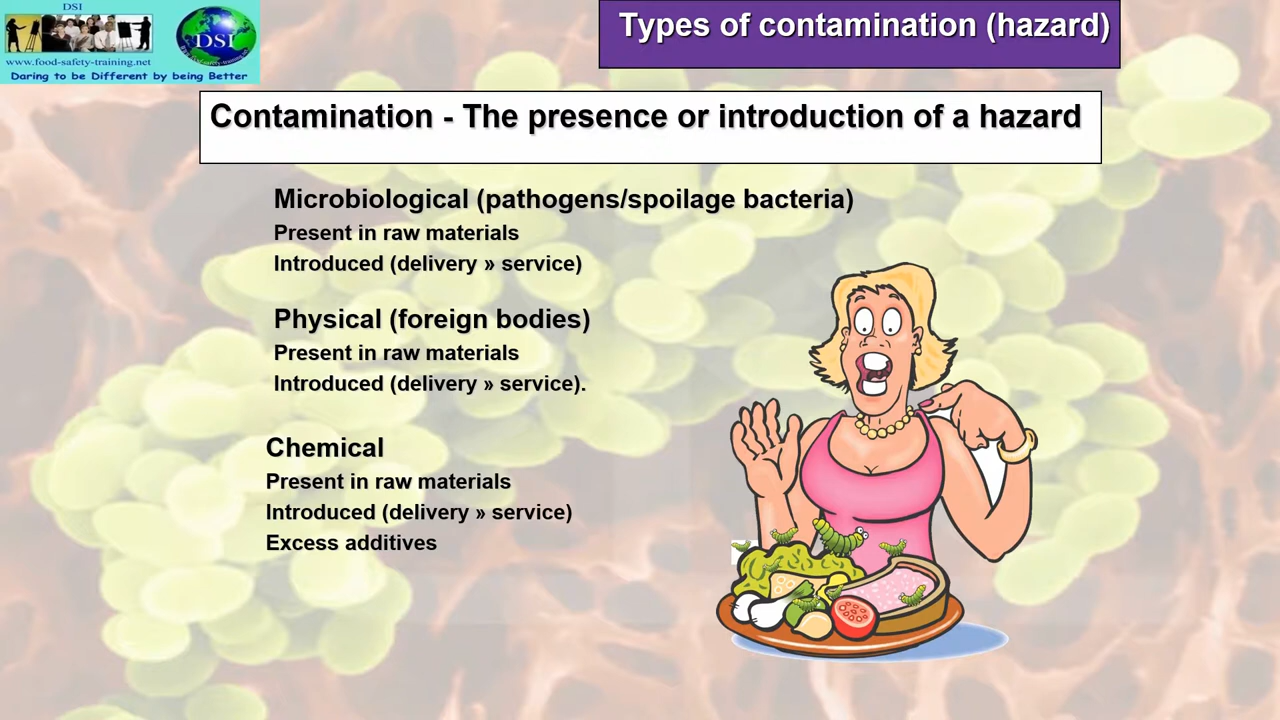 DSI
DSI
www.food-safety-training.net
Daring to be Different by being Better
Types of contamination (hazard)
Contamination - The presence or introduction of a hazard
Microbiological (pathogens/spoilage bacteria)
Present in raw materials
Introduced (delivery » service)
Physical (foreign bodies)
Present in raw materials
Introduced (delivery » service).
Chemical
Present in raw materials
Introduced (delivery » service)
Excess additives